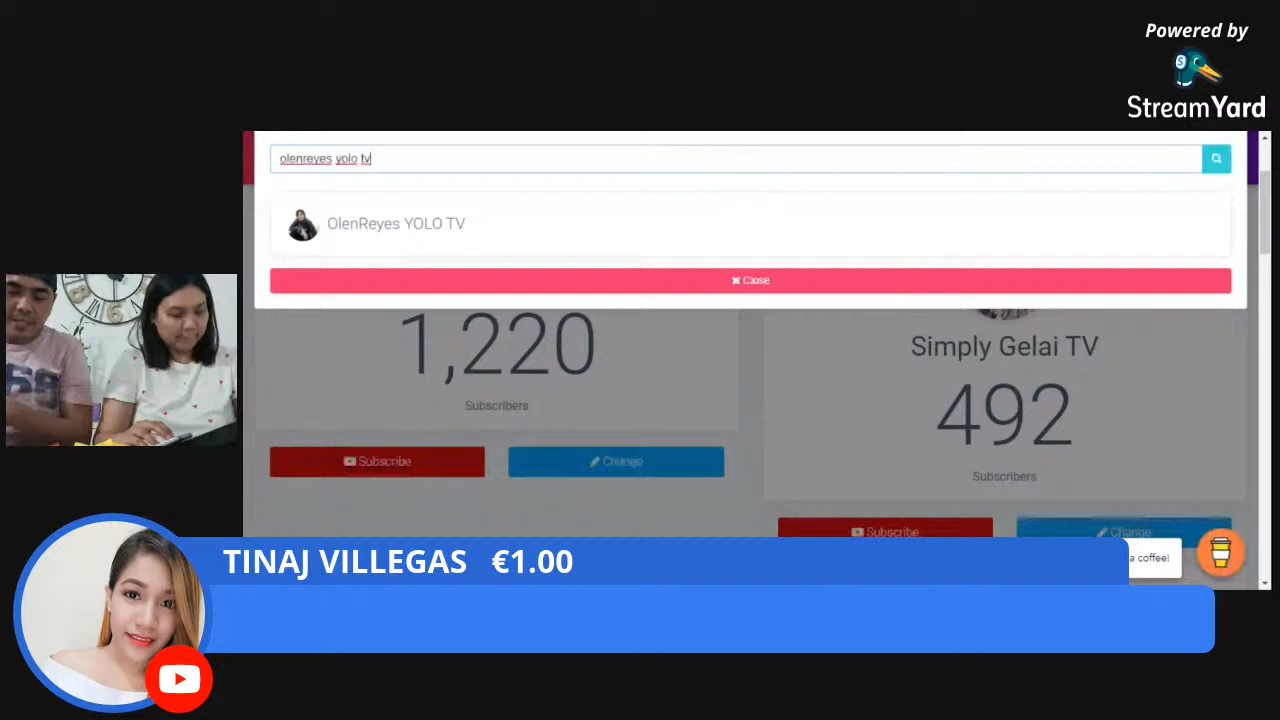 Powered by
StreamYard
olenreyes yolo tv
OlenReyes YOLO TV
✖ Close
1,220
Subscribers
Subscribe
Change
Simply Gelai TV
492
Subscribers
Subscribe
Change
a coffee!
TINAJ VILLEGAS €1.00